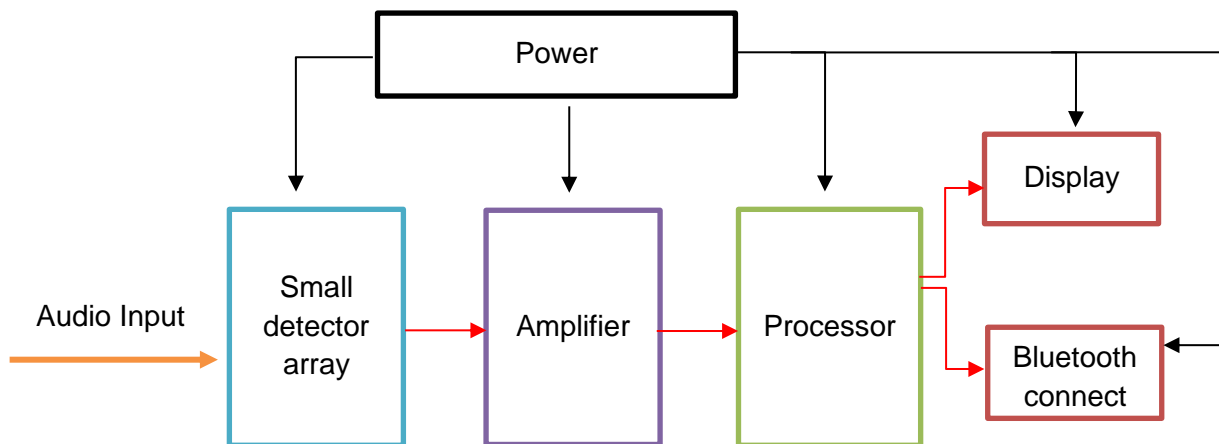 Power
Display
Audio Input
Small
detector
array
Amplifier
Processor
Bluetooth
connect